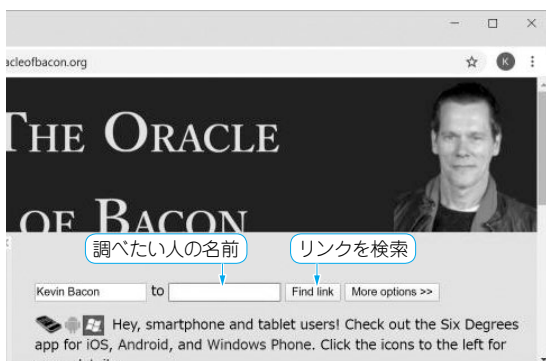 acleofbacon.org
K
THE ORACLE
OF BACON
調べたい人の名前
リンクを検索
Kevin Bacon to Find link More options >>
Hey, smartphone and tablet users! Check out the Six Degrees
app for iOS, Android, and Windows Phone. Click the icons to the left for